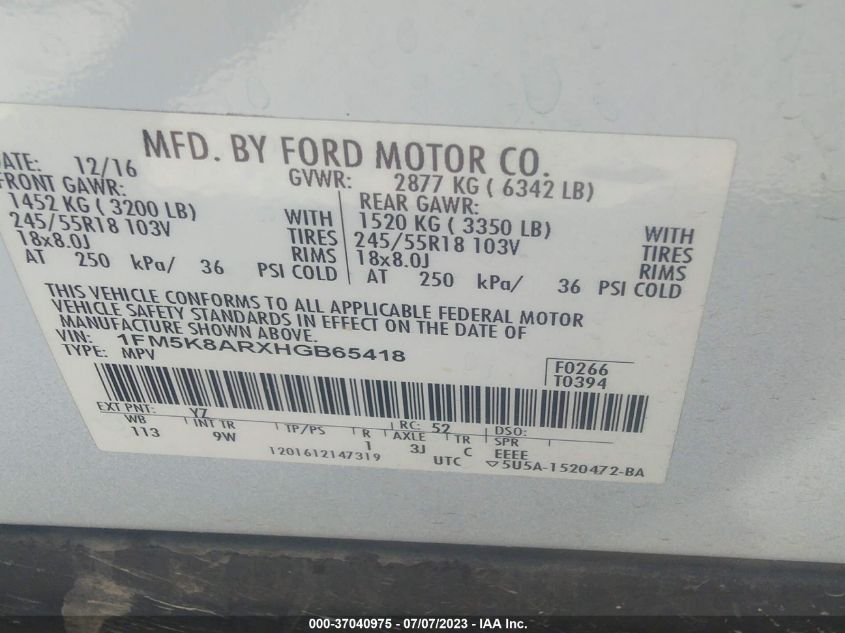 MFD. BY FORD MOTOR CO.
DATE: 12/16 GVWR: 2877 KG ( 6342 LB)
FRONT GAWR: REAR GAWR:
1452 KG ( 3200 LB) WITH 1520 KG ( 3350 LB) WITH
245/55R18 103V TIRES 245/55R18 103V TIRES
18x8.0J RIMS 18x8.0J RIMS
AT 250 kPa/ 36 PSI COLD AT 250 kPa/ 36 PSI COLD
THIS VEHICLE CONFORMS TO ALL APPLICABLE FEDERAL MOTOR
VEHICLE SAFETY STANDARDS IN EFFECT ON THE DATE OF
MANUFACTURE SHOWN ABOVE.
VIN: 1FM5K8ARXHGB65418
TYPE: MPV
F0266
T0394
EXT PNT: YZ RC: 52 DSO:
WB INT TR TP/PS R AXLE TR SPR
113 9W 1 3J C EEEE
1201612147319 UTC ▽5U5A-1520472-BA
000-37040975 / 07/07/2023 - IAA Inc.